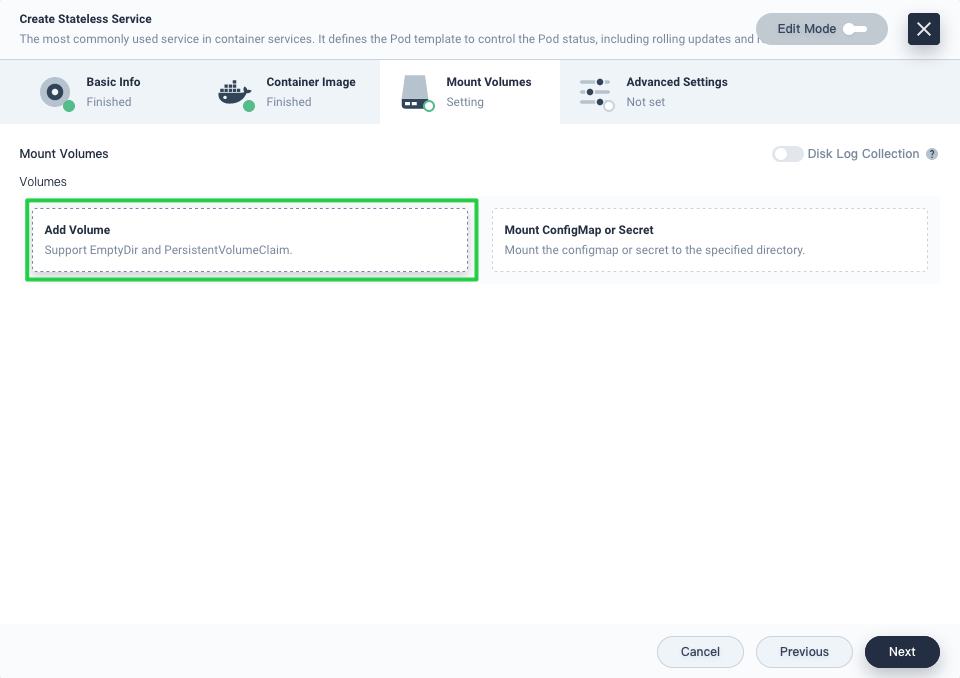 Create Stateless Service
The most commonly used service in container services. It defines the Pod template to control the Pod status, including rolling updates and
Edit Mode
Basic Info
Finished
Container Image
Finished
Mount Volumes
Setting
Advanced Settings
Not set
Mount Volumes
Disk Log Collection ?
Volumes
Add Volume
Support EmptyDir and PersistentVolumeClaim.
Mount ConfigMap or Secret
Mount the configmap or secret to the specified directory.
Cancel
Previous
Next